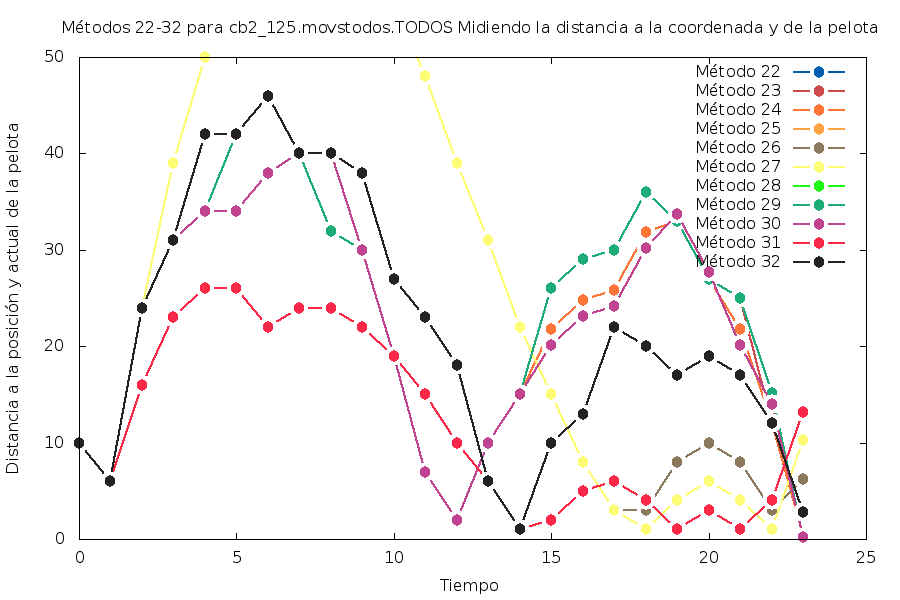 Métodos 22-32 para cb2_125.movstodos.TODOS Midiendo la distancia a la coordenada y de la pelota
Distancia a la posición y actual de la pelota
50
40
30
20
10
0
Método 22
Método 23
Método 24
Método 25
Método 26
Método 27
Método 28
Método 29
Método 30
Método 31
Método 32
0 5 10 15 20 25
Tiempo